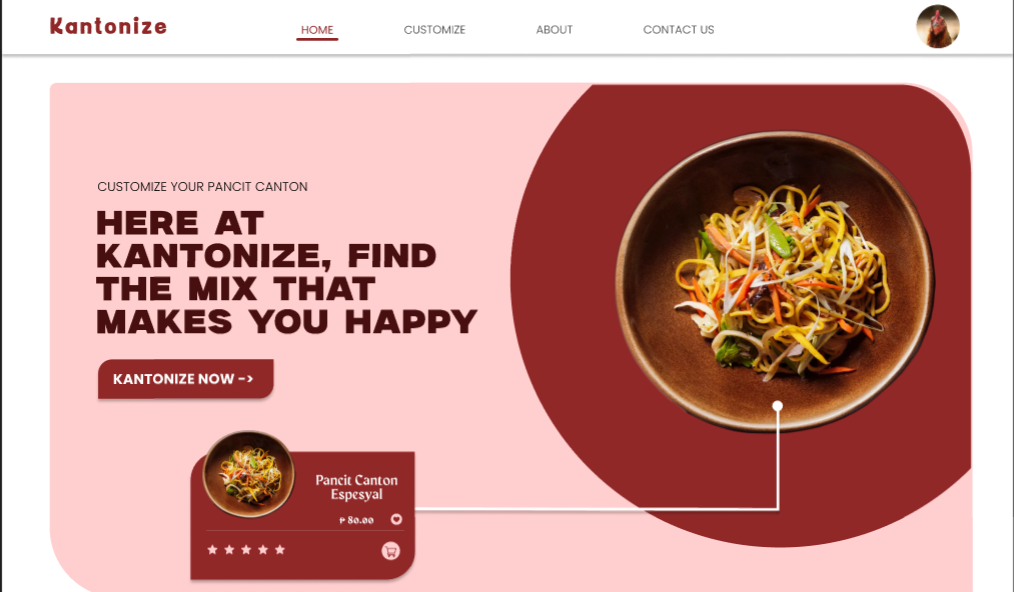 Kantonize
HOME
CUSTOMIZE
ABOUT
CONTACT US
CUSTOMIZE YOUR PANCIT CANTON
HERE AT
KANTONIZE, FIND
THE MIX THAT
MAKES YOU HAPPY
KANTONIZE NOW ->
Pancit Canton
Espesyal
₱ 80.00